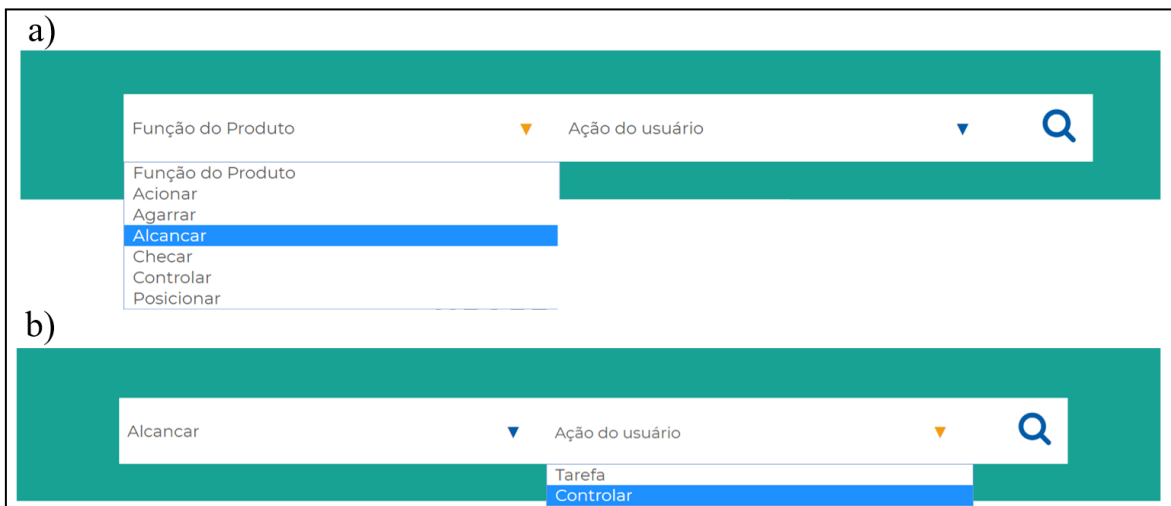 a)
Função do Produto ▼ Ação do usuário ▼
Função do Produto
Acionar
Agarrar
Alcancar
Checar
Controlar
Posicionar
b)
Alcancar ▼ Ação do usuário ▼
Tarefa
Controlar